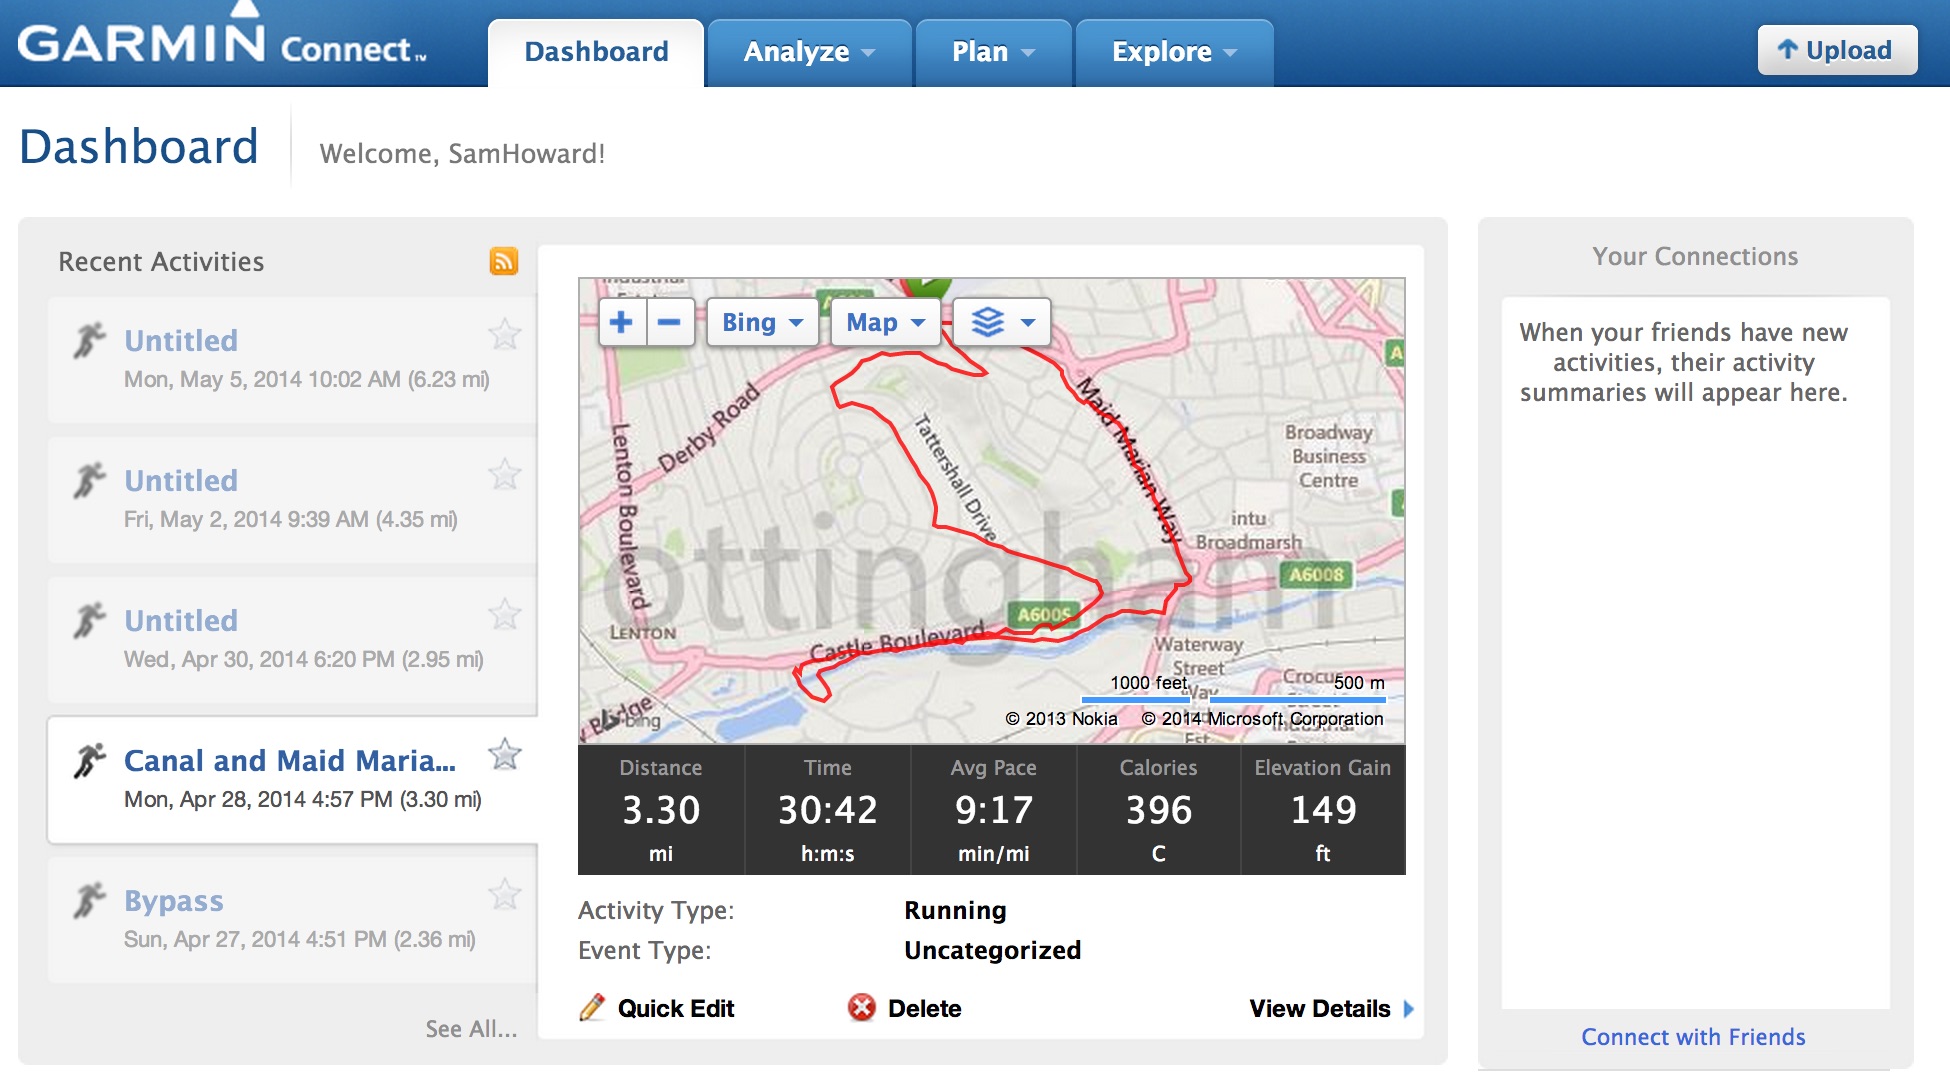 GARMIN Connect TM
Dashboard
Analyze
Plan
Explore
Upload
Dashboard
Welcome, SamHoward!
Recent Activities
Untitled
Mon, May 5, 2014 10:02 AM (6.23 mi)
Untitled
Fri, May 2, 2014 9:39 AM (4.35 mi)
Untitled
Wed, Apr 30, 2014 6:20 PM (2.95 mi)
Canal and Maid Maria...
Mon, Apr 28, 2014 4:57 PM (3.30 mi)
Bypass
Sun, Apr 27, 2014 4:51 PM (2.36 mi)
See All...
Bing
Map
Derby Road
Lenton Boulevard
Tattershall Drive
Maid Marian Way
Broadway
Business
Centre
intu
Broadmarsh
A6008
ottingham
A6005
LENTON
Castle Boulevard
Waterway
Street
Way
Crocus
Bridge
bing
1000 feet
500 m
© 2013 Nokia © 2014 Microsoft Corporation
Distance
3.30
mi
Time
30:42
h:m:s
Avg Pace
9:17
min/mi
Calories
396
C
Elevation Gain
149
ft
Activity Type: Running
Event Type: Uncategorized
Quick Edit
Delete
View Details
Your Connections
When your friends have new
activities, their activity
summaries will appear here.
Connect with Friends